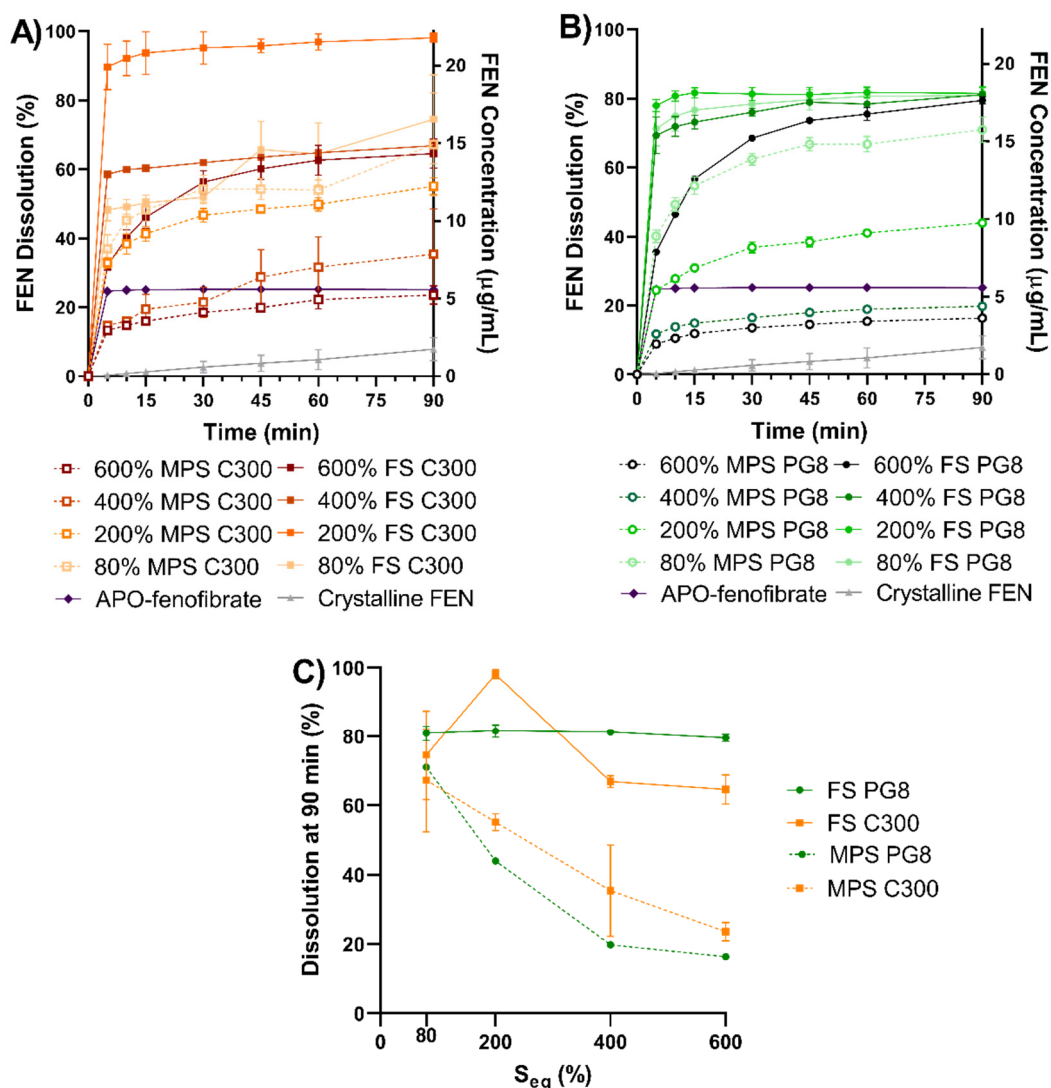 A)
FEN Dissolution (%)
100
80
60
40
20
0
0 15 30 45 60 75 90
Time (min)
20
15
10
5
0
FEN Concentration (μg/mL)
600% MPS C300 600% FS C300
400% MPS C300 400% FS C300
200% MPS C300 200% FS C300
80% MPS C300 80% FS C300
APO-fenofibrate Crystalline FEN
B)
FEN Dissolution (%)
100
80
60
40
20
0
0 15 30 45 60 75 90
Time (min)
20
15
10
5
0
FEN Concentration (μg/mL)
600% MPS PG8 600% FS PG8
400% MPS PG8 400% FS PG8
200% MPS PG8 200% FS PG8
80% MPS PG8 80% FS PG8
APO-fenofibrate Crystalline FEN
C)
Dissolution at 90 min (%)
100
80
60
40
20
0
0 80 200 400 600
Seq (%)
FS PG8
FS C300
MPS PG8
MPS C300